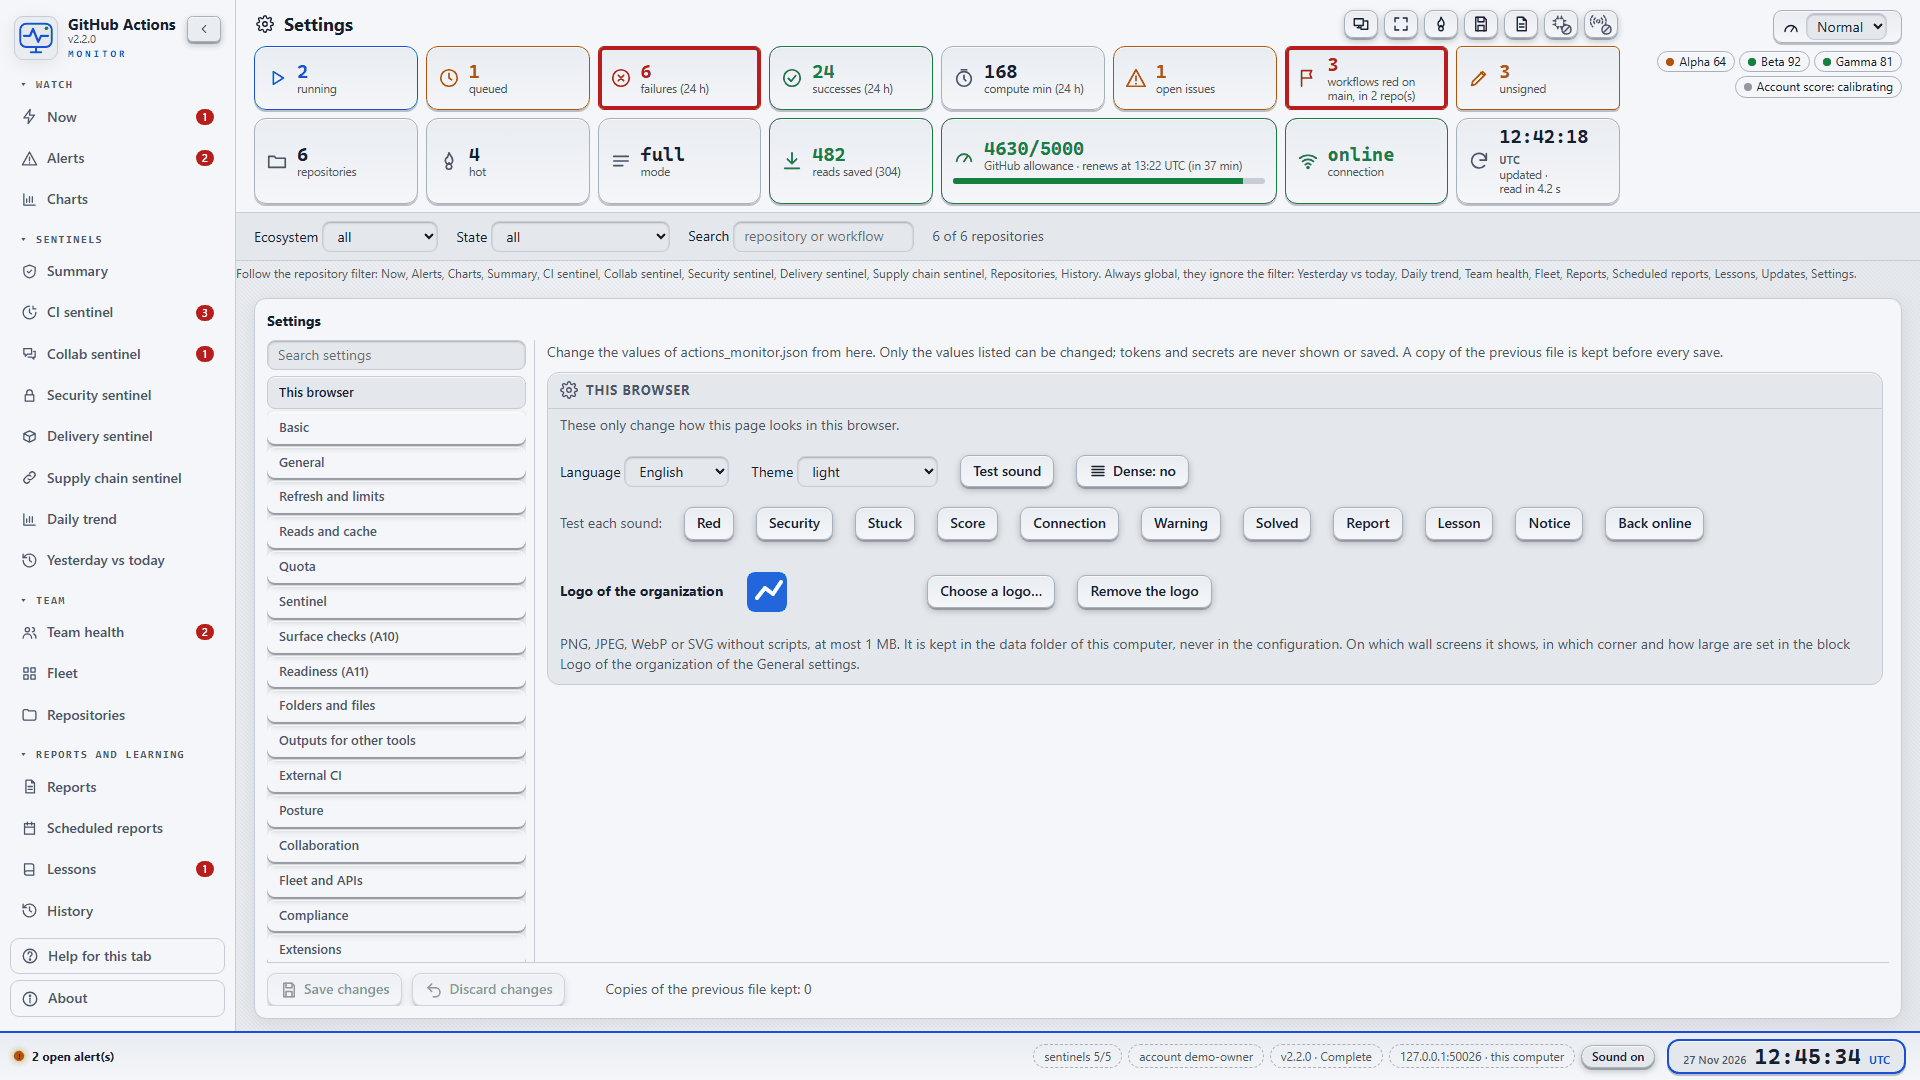 GitHub Actions
v2.2.0
MONITOR
WATCH
Now 1
Alerts 2
Charts
SENTINELS
Summary
CI sentinel 3
Collab sentinel 1
Security sentinel
Delivery sentinel
Supply chain sentinel
Daily trend
Yesterday vs today
TEAM
Team health 2
Fleet
Repositories
REPORTS AND LEARNING
Reports
Scheduled reports
Lessons 1
History
Help for this tab
About
Settings
Normal
2
running
1
queued
6
failures (24 h)
24
successes (24 h)
168
compute min (24 h)
1
open issues
3
workflows red on
main, in 2 repo(s)
3
unsigned
Alpha 64
Beta 92
Gamma 81
Account score: calibrating
6
repositories
4
hot
full
mode
482
reads saved (304)
4630/5000
GitHub allowance · renews at 13:22 UTC (in 37 min)
online
connection
12:42:18
UTC
updated ·
read in 4.2 s
Ecosystem all
State all
Search repository or workflow
6 of 6 repositories
Follow the repository filter: Now, Alerts, Charts, Summary, CI sentinel, Collab sentinel, Security sentinel, Delivery sentinel, Supply chain sentinel, Repositories, History. Always global, they ignore the filter: Yesterday vs today, Daily trend, Team health, Fleet, Reports, Scheduled reports, Lessons, Updates, Settings.
Settings
Search settings
This browser
Basic
General
Refresh and limits
Reads and cache
Quota
Sentinel
Surface checks (A10)
Readiness (A11)
Folders and files
Outputs for other tools
External CI
Posture
Collaboration
Fleet and APIs
Compliance
Extensions
Change the values of actions_monitor.json from here. Only the values listed can be changed; tokens and secrets are never shown or saved. A copy of the previous file is kept before every save.
THIS BROWSER
These only change how this page looks in this browser.
Language English
Theme light
Test sound
Dense: no
Test each sound: Red Security Stuck Score Connection Warning Solved Report Lesson Notice Back online
Logo of the organization
Choose a logo...
Remove the logo
PNG, JPEG, WebP or SVG without scripts, at most 1 MB. It is kept in the data folder of this computer, never in the configuration. On which wall screens it shows, in which corner and how large are set in the block
Logo of the organization of the General settings.
Save changes
Discard changes
Copies of the previous file kept: 0
2 open alert(s)
sentinels 5/5
account demo-owner
v2.2.0 · Complete
127.0.0.1:50026 · this computer
Sound on
27 Nov 2026 12:45:34 UTC